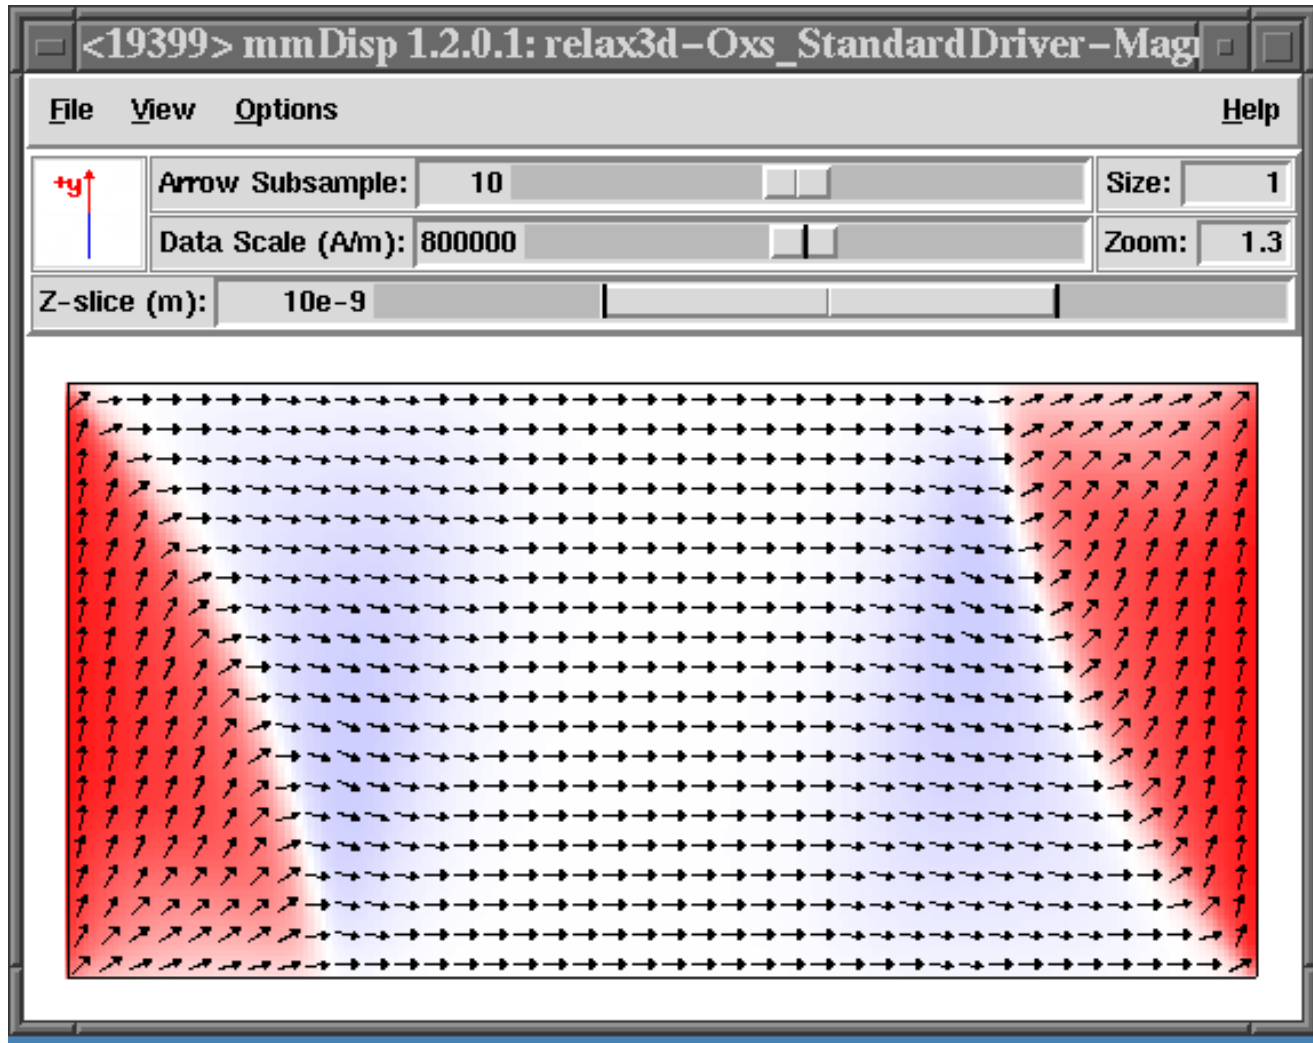 <19399> mmDisp 1.2.0.1: relax3d-Oxs_StandardDriver-Mag
File View Options Help
+y Arrow Subsample: 10 Size: 1
Data Scale (A/m): 800000 Zoom: 1.3
Z-slice (m): 10e-9